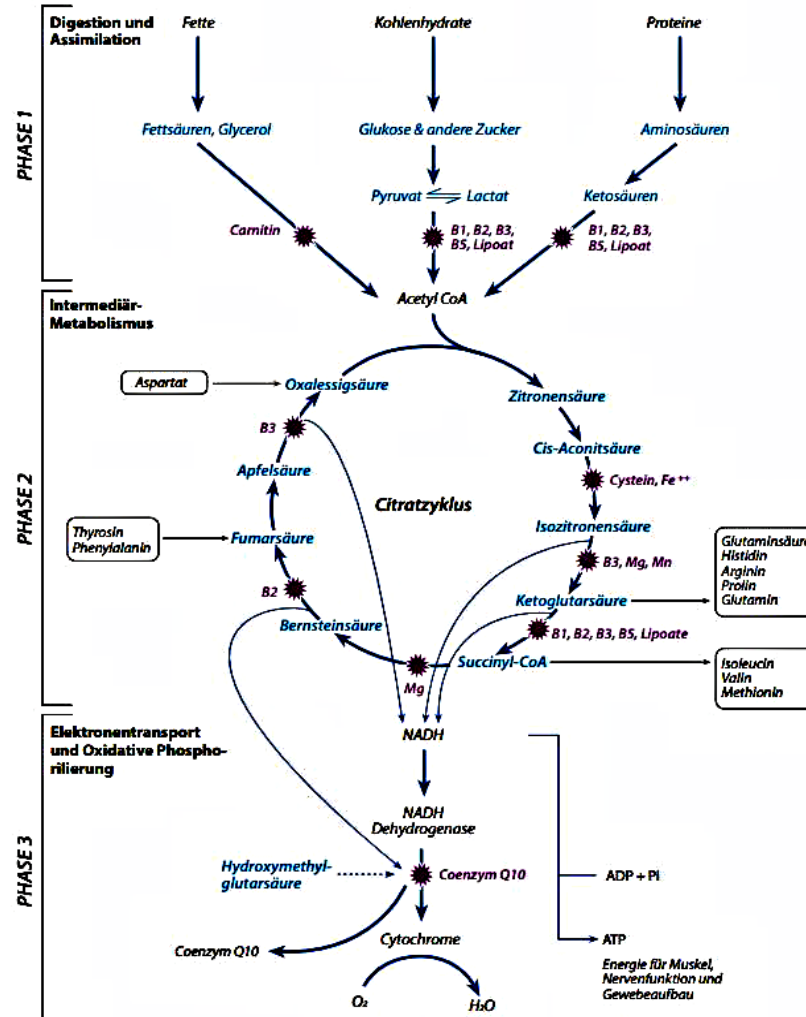 Digestion und
Assimilation
Fette
Kohlenhydrate
Proteine
PHASE 1
Fettsäuren, Glycerol
Glukose & andere Zucker
Aminosäuren
Pyruvat
Lactat
Ketosäuren
Carnitin
B1, B2, B3,
B5, Lipoat
B1, B2, B3,
B5, Lipoat
Acetyl CoA
Intermediär-
Metabolismus
PHASE 2
Aspartat
Oxalessigsäure
Zitronensäure
B3
Cis-Aconitsäure
Apfelsäure
Cystein, Fe⁺⁺
Citratzyklus
Isozitronensäure
Thyrosin
Phenylalanin
Fumarsäure
B3, Mg, Mn
Glutaminsäure
Histidin
Arginin
Prolin
Glutamin
B2
Ketoglutarsäure
Bernsteinsäure
B1, B2, B3, B5, Lipoate
Succinyl-CoA
Mg
Isoleucin
Valin
Methionin
Elektronentransport
und Oxidative Phospho-
rilierung
PHASE 3
NADH
NADH
Dehydrogenase
Hydroxymethyl-
glutarsäure
Coenzym Q10
ADP + Pi
Cytochrome
ATP
Coenzym Q10
Energie für Muskel,
Nervenfunktion und
Gewebeaufbau
O₂
H₂O